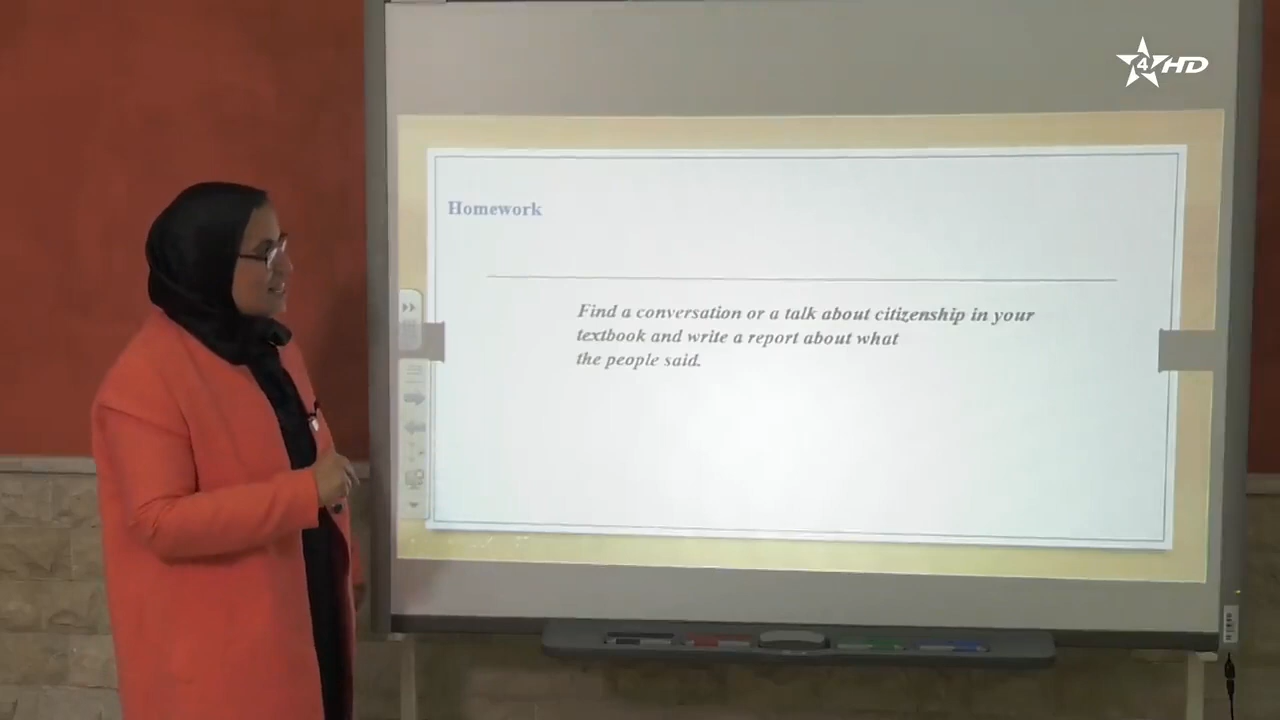 4 HD
Homework
Find a conversation or a talk about citizenship in your
textbook and write a report about what
the people said.